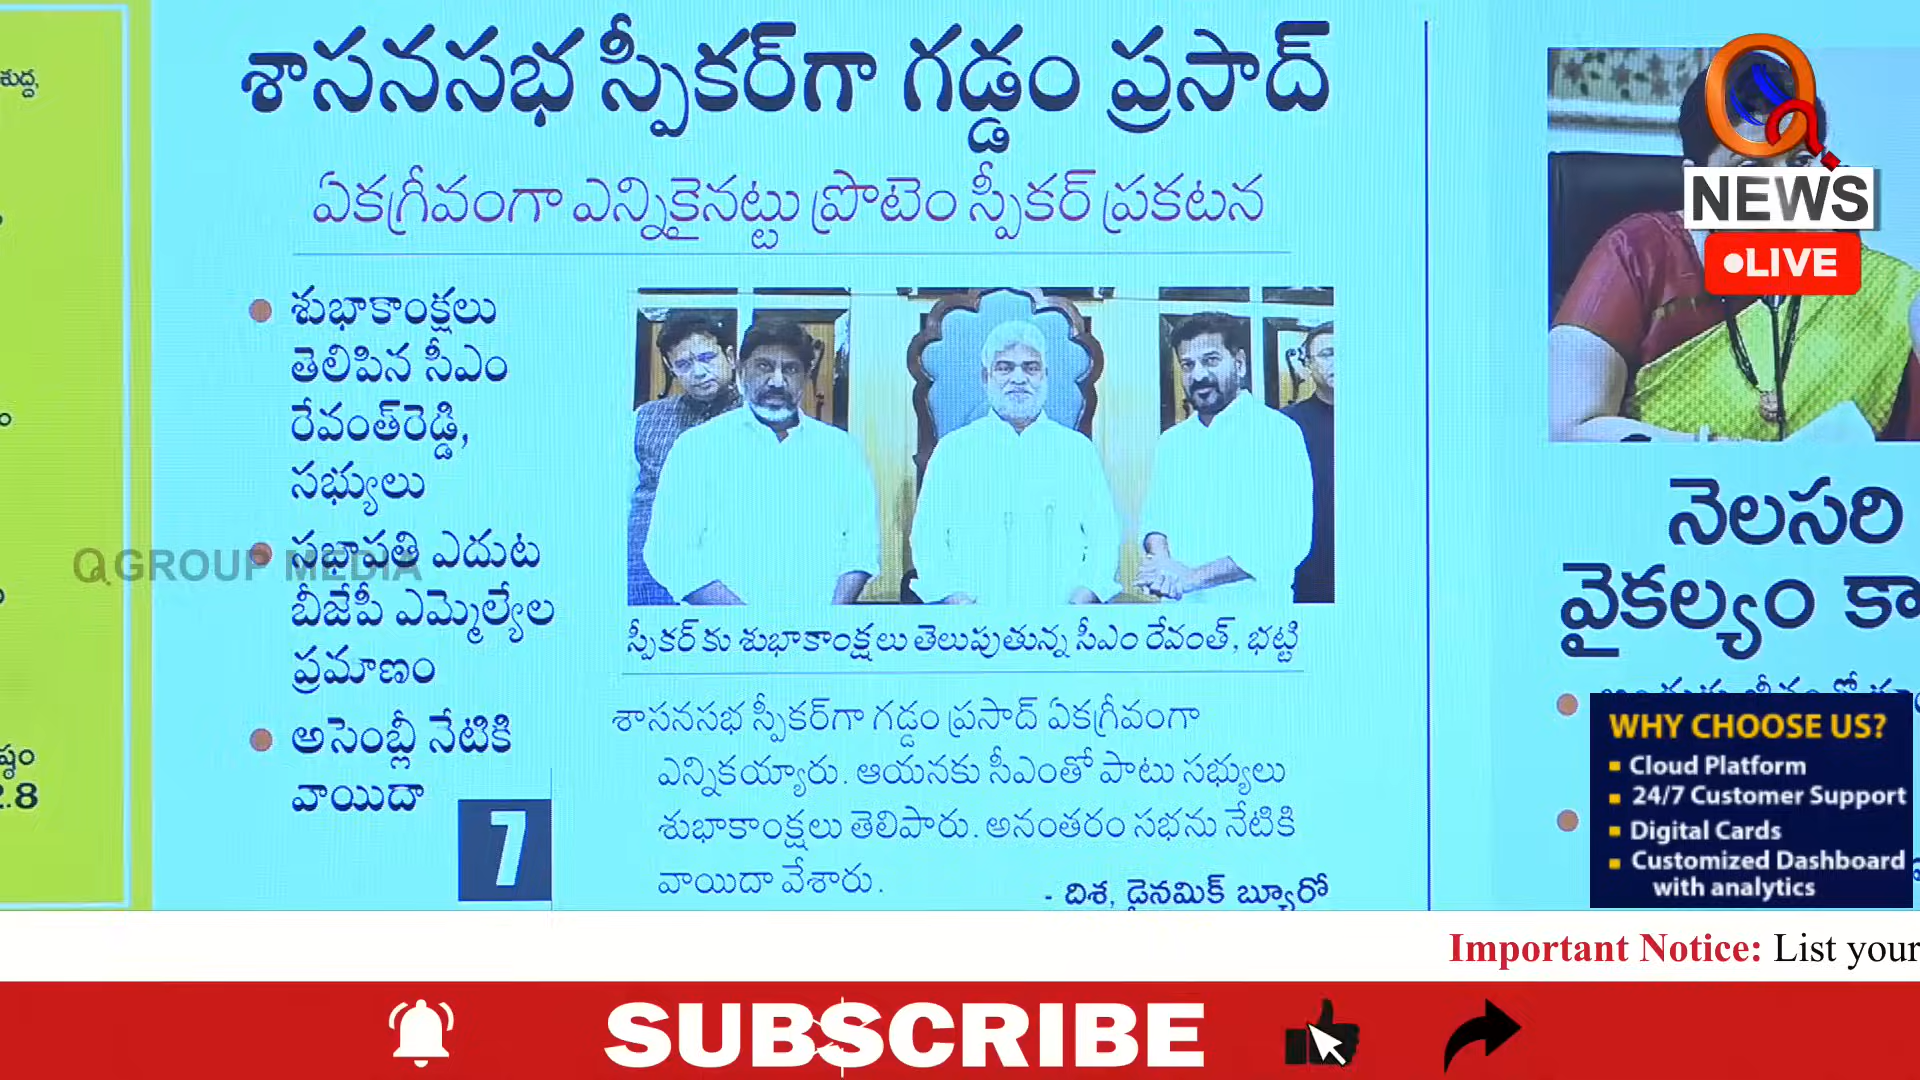 శాసనసభ స్పీకర్‌గా గడ్డం ప్రసాద్
ఏకగ్రీవంగా ఎన్నికైనట్టు ప్రొటెం స్పీకర్ ప్రకటన
శుభాకాంక్షలు
తెలిపిన సీఎం
రేవంత్‌రెడ్డి,
సభ్యులు
సభాపతి ఎదుట
బీజేపీ ఎమ్మెల్యేల
ప్రమాణం
అసెంబ్లీ నేటికి
వాయిదా
7
స్పీకర్ కు శుభాకాంక్షలు తెలుపుతున్న సీఎం రేవంత్, భట్టి
శాసనసభ స్పీకర్‌గా గడ్డం ప్రసాద్ ఏకగ్రీవంగా
ఎన్నికయ్యారు. ఆయనకు సీఎంతో పాటు సభ్యులు
శుభాకాంక్షలు తెలిపారు. అనంతరం సభను నేటికి
వాయిదా వేశారు.
- దిశ, డైనమిక్ బ్యూరో
GROUP MEDIA
NEWS
LIVE
నెలసరి
వైకల్యం కా
WHY CHOOSE US?
Cloud Platform
24/7 Customer Support
Digital Cards
Customized Dashboard
with analytics
.8
Important Notice: List your
SUBSCRIBE